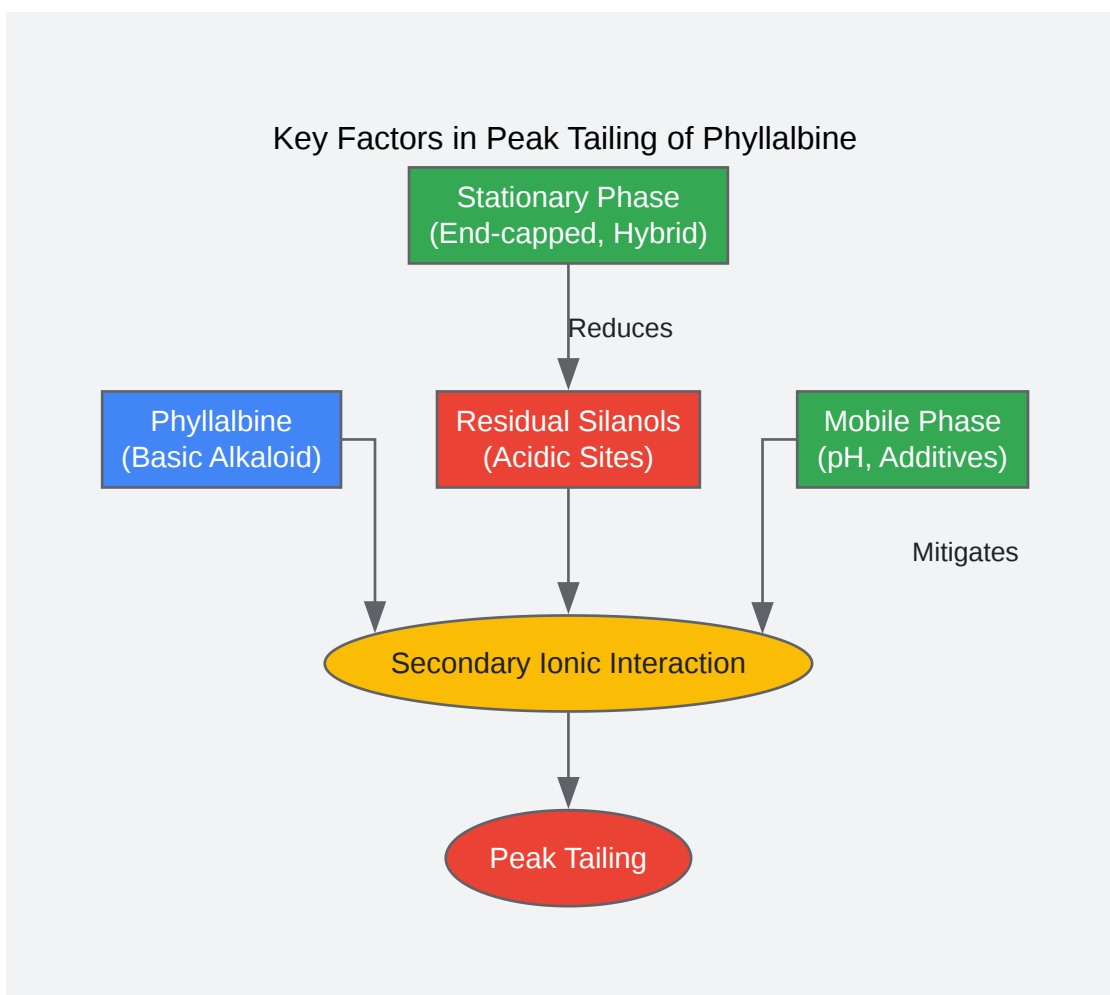 Key Factors in Peak Tailing of Phyllalbine
Stationary Phase
(End-capped, Hybrid)
Reduces
Phyllalbine
(Basic Alkaloid)
Residual Silanols
(Acidic Sites)
Mobile Phase
(pH, Additives)
Mitigates
Secondary Ionic Interaction
Peak Tailing